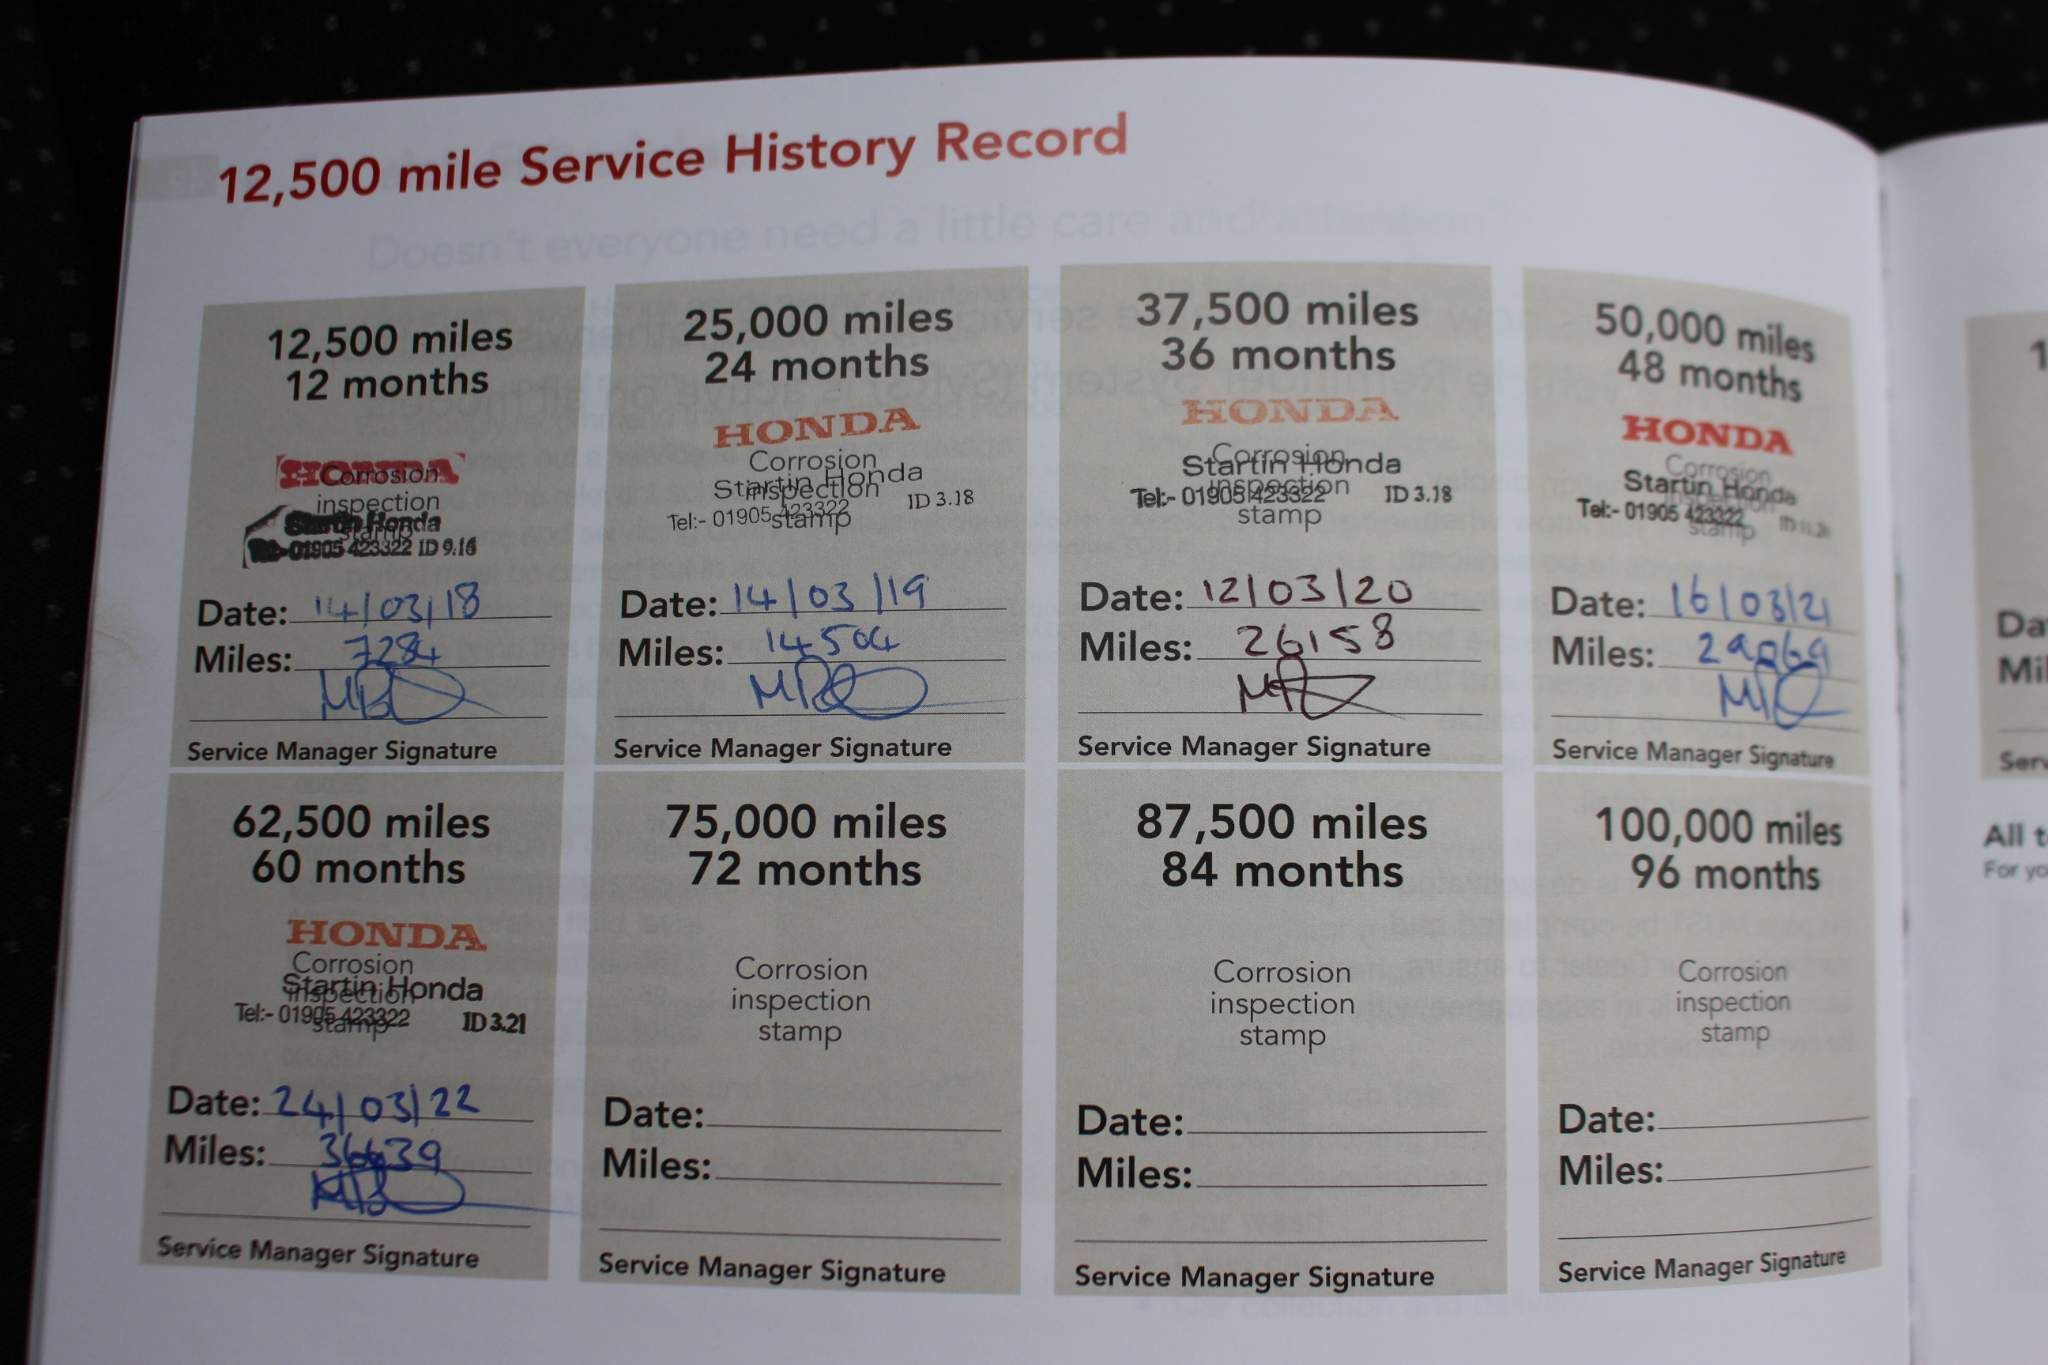 12,500 mile Service History Record
12,500 miles
12 months
HONDA
Corrosion
inspection
Startin Honda
stamp
Tel:- 01905 423322 ID 9.16
Date: 14/03/18
Miles: 7284
Service Manager Signature
25,000 miles
24 months
HONDA
Corrosion
Startin Honda
inspection
ID 3.18
Tel:- 01905 423322
stamp
Date: 14/03/19
Miles: 14504
Service Manager Signature
37,500 miles
36 months
HONDA
Corrosion
Startin Honda
inspection
Tel:- 01905 423322 ID 3.18
stamp
Date: 12/03/20
Miles: 26158
Service Manager Signature
50,000 miles
48 months
HONDA
Corrosion
Startin Honda
Tel:- 01905 423322
stamp
Date: 16/03/21
Miles:
Service Manager Signature
62,500 miles
60 months
HONDA
Corrosion
Startin Honda
inspection
Tel:- 01905 423322 ID 3.21
stamp
Date: 24/03/22
Miles: 36639
Service Manager Signature
75,000 miles
72 months
Corrosion
inspection
stamp
Date:
Miles:
Service Manager Signature
87,500 miles
84 months
Corrosion
inspection
stamp
Date:
Miles:
Service Manager Signature
100,000 miles
96 months
Corrosion
inspection
stamp
Date:
Miles:
Service Manager Signature
All